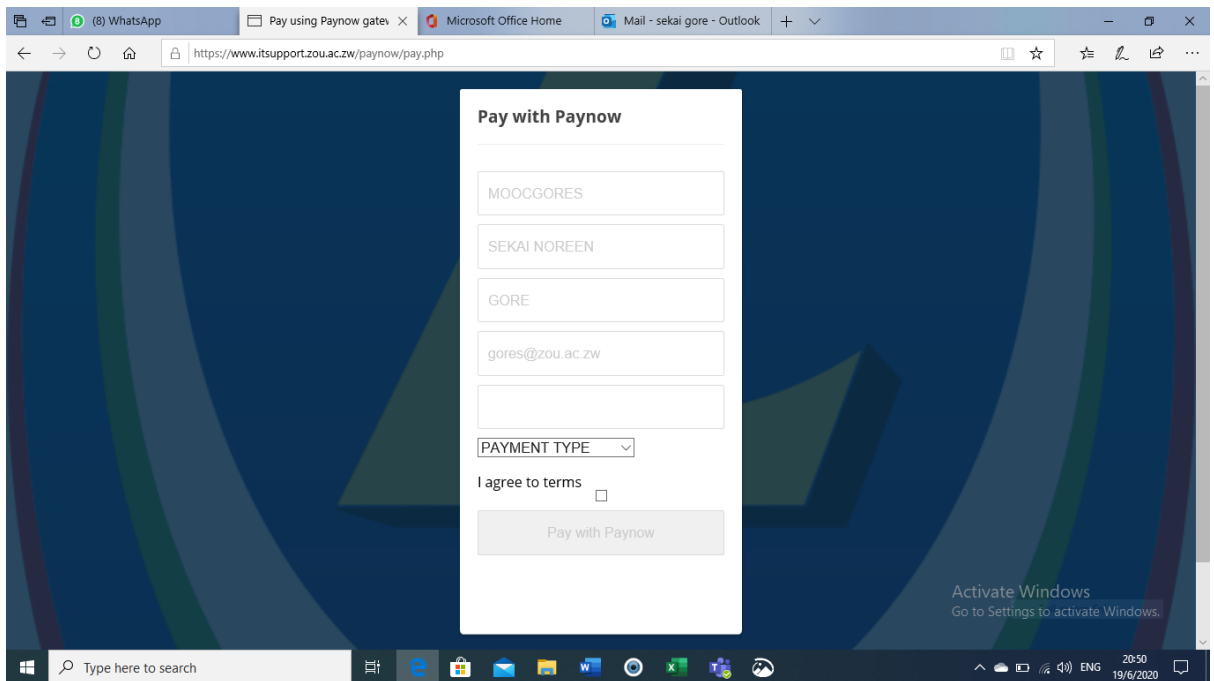 (8) WhatsApp
Pay using Paynow gatew
Microsoft Office Home
Mail - sekai gore - Outlook
https://www.itsupport.zou.ac.zw/paynow/pay.php
Pay with Paynow
MOOCGORES
SEKAI NOREEN
GORE
gores@zou.ac.zw
PAYMENT TYPE
I agree to terms
Pay with Paynow
Activate Windows
Go to Settings to activate Windows.
Type here to search
ENG
20:50
19/6/2020